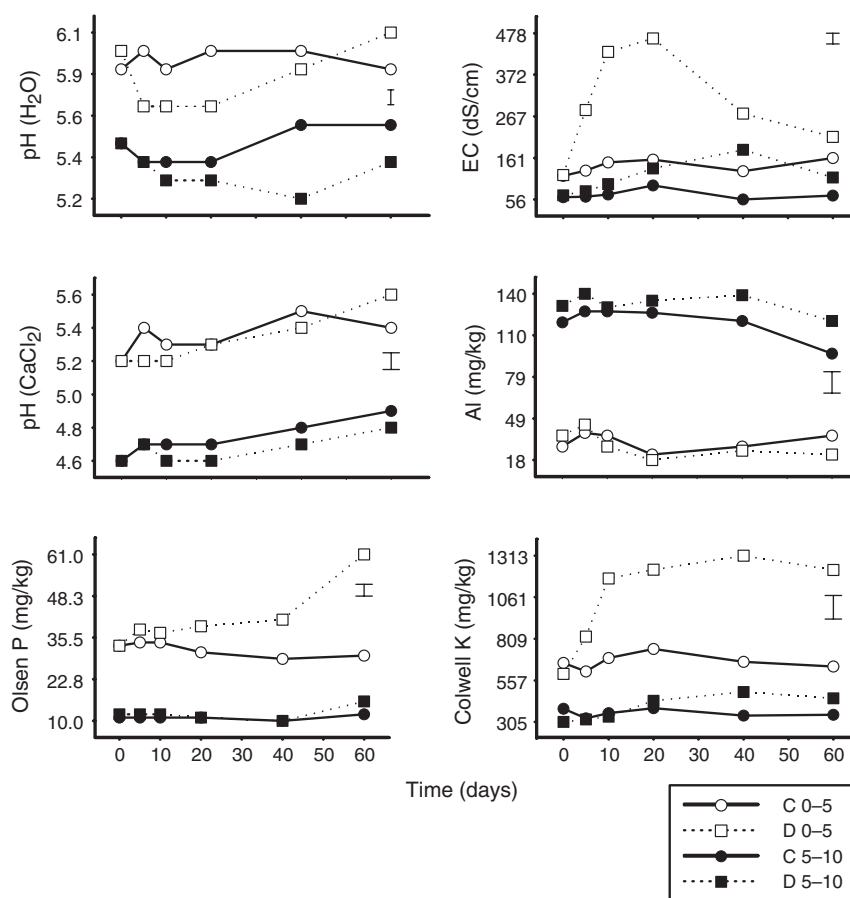 6.1
5.9
5.6
5.4
5.2
pH (H₂O)
478
372
267
161
56
EC (dS/cm)
5.6
5.4
5.2
5.0
4.8
4.6
pH (CaCl₂)
140
110
79
49
18
Al (mg/kg)
61.0
48.3
35.5
22.8
10.0
Olsen P (mg/kg)
0 10 20 30 40 50 60
1313
1061
809
557
305
Colwell K (mg/kg)
0 10 20 30 40 50 60
Time (days)
C 0–5
D 0–5
C 5–10
D 5–10